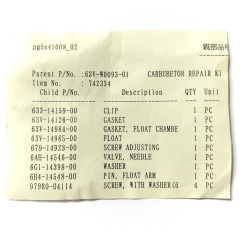 pg5n41008_02 親部品
Parent P/No. :63V-W0093-01 CARBURETOR REPAIR KI
Item No. : 742334
Child P/No. DESCRIPTION QTY Unit
633-14159-00 CLIP 1 PC
63V-14126-00 GASKET 1 PC
63V-14984-00 GASKET, FLOAT CHAMBE 1 PC
63V-14985-00 FLOAT 1 PC
679-14923-00 SCREW ADJUSTING 1 PC
6AH-14546-00 VALVE, NEEDLE 1 PC
6G1-14398-00 WASHER 1 PC
6H4-14548-00 PIN, FLOAT ARM 1 PC
97980-04114 SCREW, WITH WASHER(6 4 PC